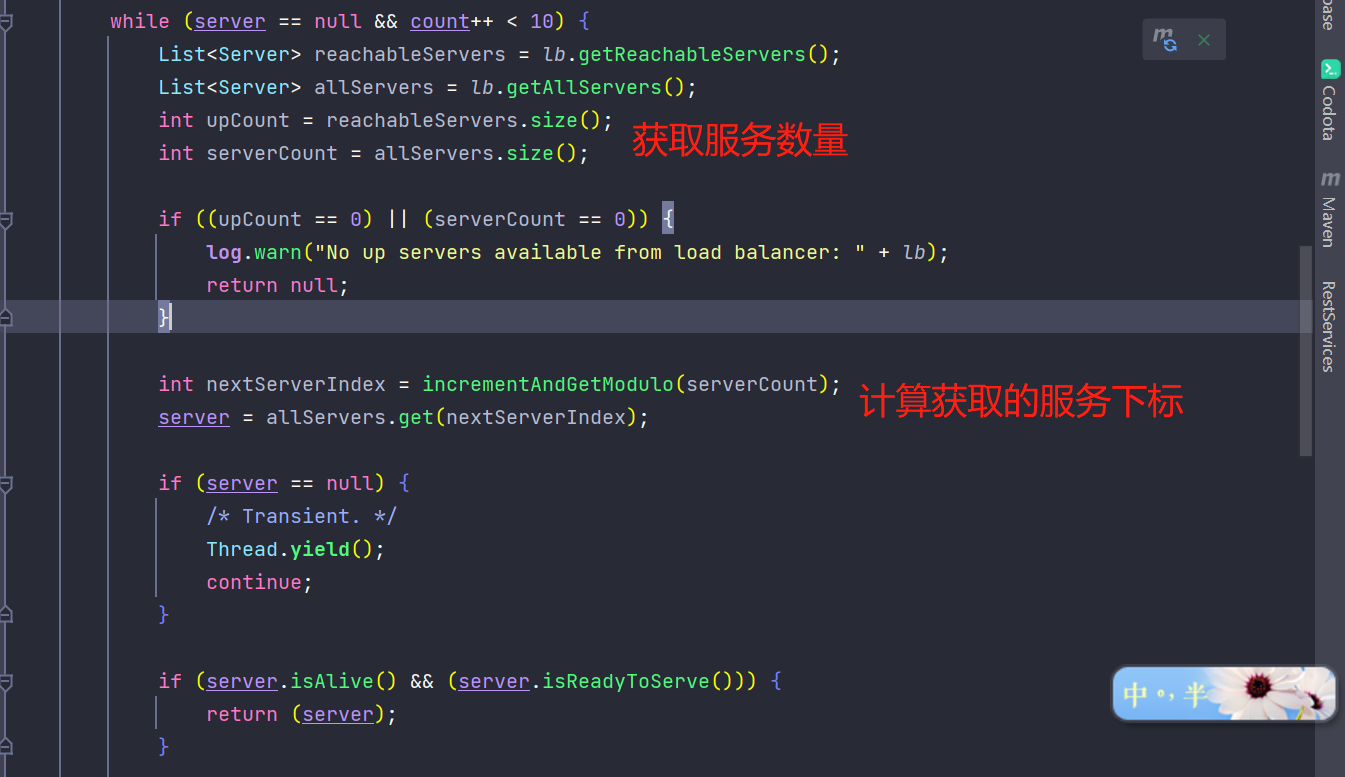 while (server == null && count++ < 10) {
List<Server> reachableServers = lb.getReachableServers();
List<Server> allServers = lb.getAllServers();
int upCount = reachableServers.size();
int serverCount = allServers.size();
获取服务数量
if ((upCount == 0) || (serverCount == 0)) {
log.warn("No up servers available from load balancer: " + lb);
return null;
}
int nextServerIndex = incrementAndGetModulo(serverCount);
server = allServers.get(nextServerIndex);
计算获取的服务下标
if (server == null) {
/* Transient. */
Thread.yield();
continue;
}
if (server.isAlive() && (server.isReadyToServe())) {
return (server);
}
Codota
m
Maven
RestServices
中 。, 半